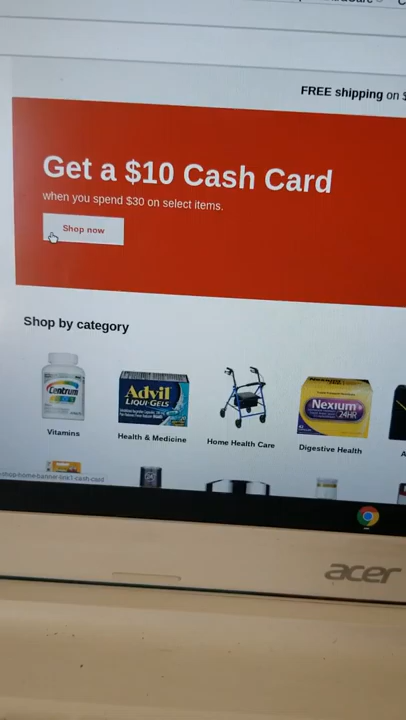 FREE shipping on $
Get a $10 Cash Card
when you spend $30 on select items.
Shop now
Shop by category
Centrum
Advil
LIQUI-GELS
Nexium
24HR
Vitamins
Health & Medicine
Home Health Care
Digestive Health
acer